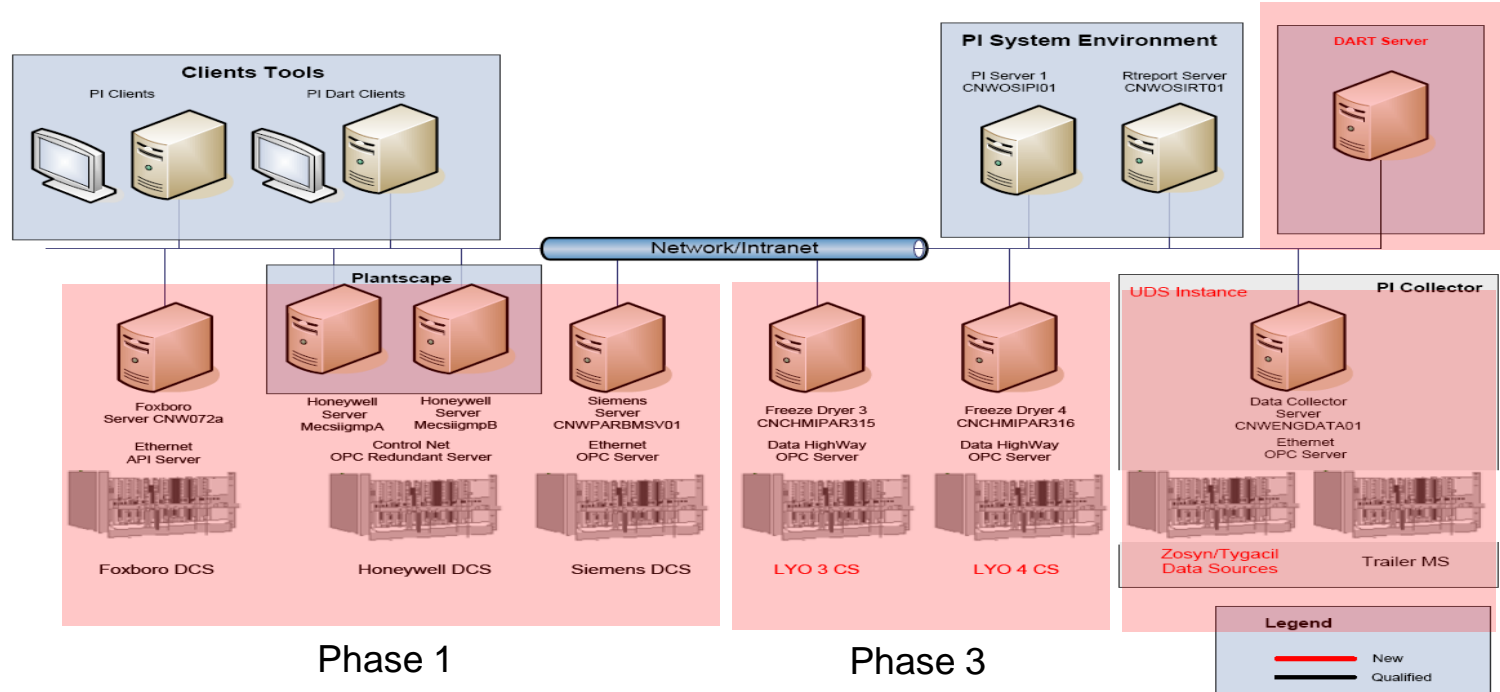 Clients Tools
PI Clients
PI Dart Clients
PI System Environment
PI Server 1
CNWOSIPI01
Rtreport Server
CNWOSIRT01
DART Server
Network/Intranet
Plantscape
UDS Instance
PI Collector
Foxboro
Server CNW072a
Ethernet
API Server
Foxboro DCS
Honeywell
Server
MecsiigmpA
Honeywell
Server
MecsiigmpB
Control Net
OPC Redundant Server
Honeywell DCS
Siemens
Server
CNWPARBMSV01
Ethernet
OPC Server
Siemens DCS
Freeze Dryer 3
CNCHMIPAR315
Data HighWay
OPC Server
LYO 3 CS
Freeze Dryer 4
CNCHMIPAR316
Data HighWay
OPC Server
LYO 4 CS
Data Collector
Server
CNWENGDATA01
Ethernet
OPC Server
Zosyn/Tygacil
Data Sources
Trailer MS
Phase 1
Phase 3
Legend
New
Qualified